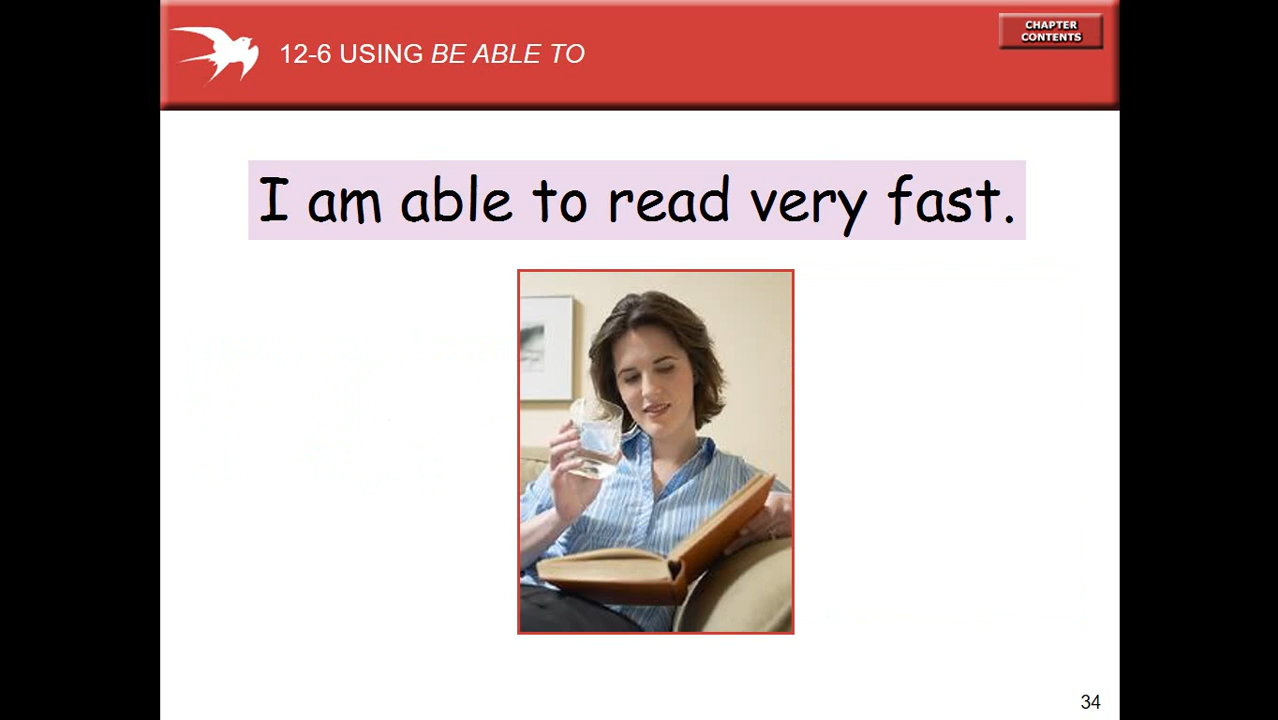 12-6 USING BE ABLE TO
CHAPTER
CONTENTS
I am able to read very fast.
34